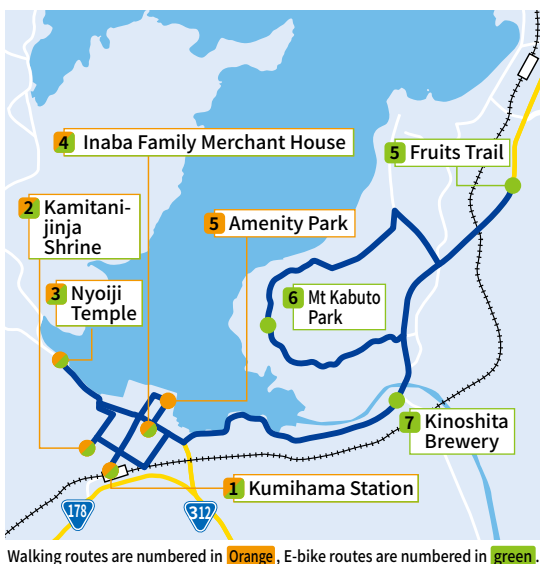 4 Inaba Family Merchant House
5 Fruits Trail
2 Kamitani-
jinja
Shrine
5 Amenity Park
3 Nyoiji
Temple
6 Mt Kabuto
Park
7 Kinoshita
Brewery
1 Kumihama Station
178
312
Walking routes are numbered in Orange, E-bike routes are numbered in green.